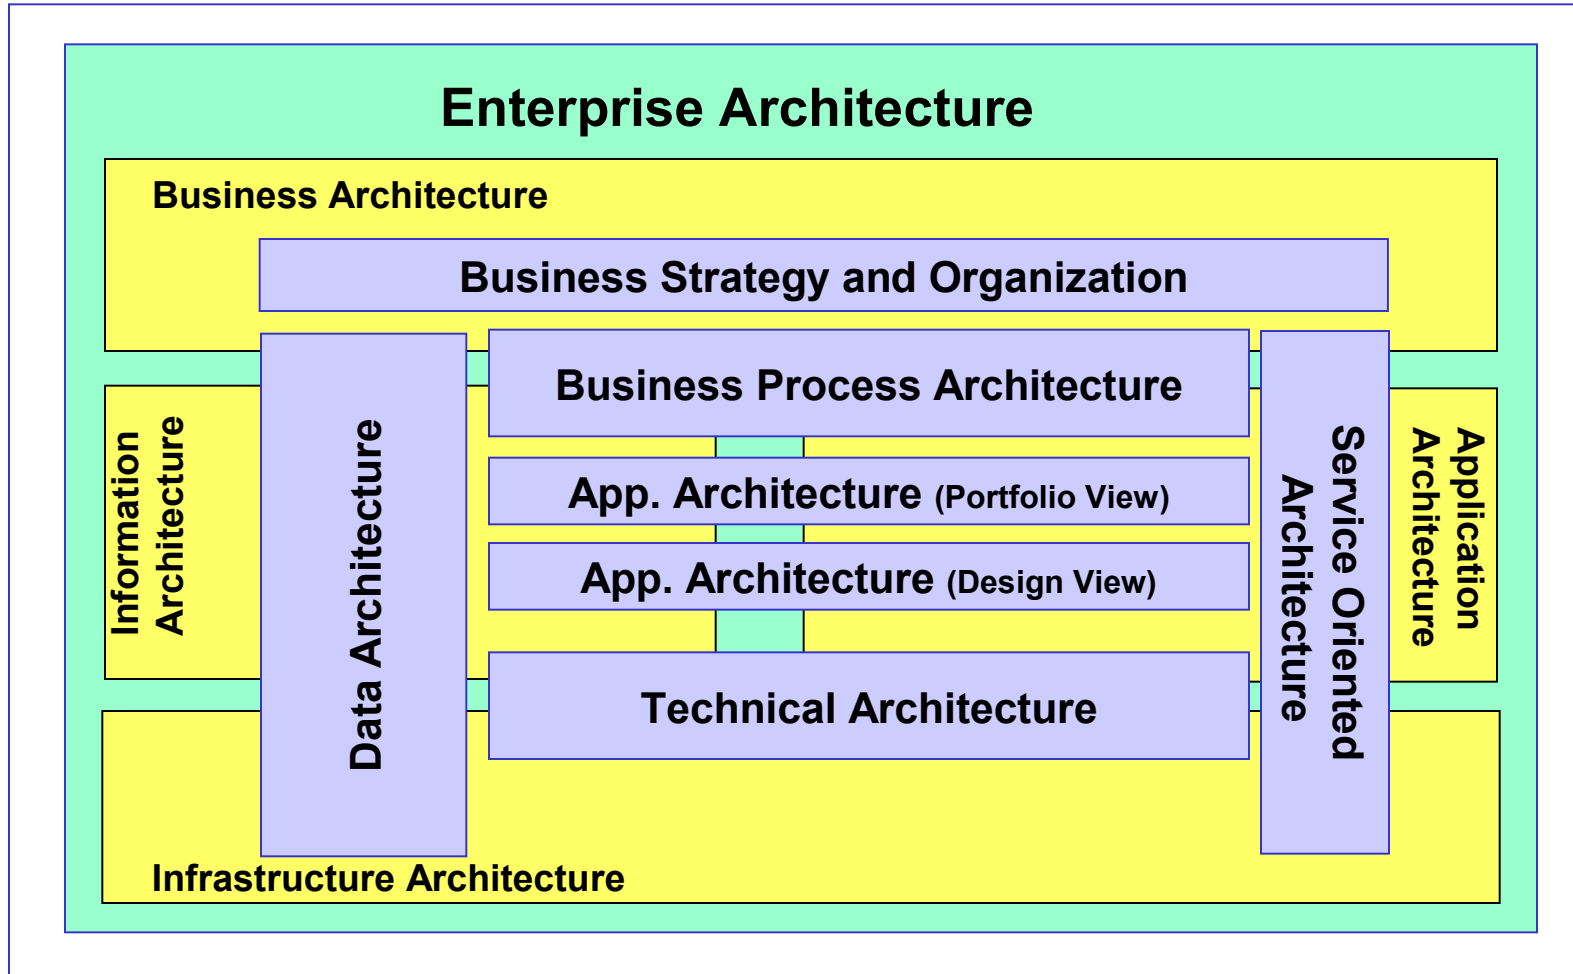 Enterprise Architecture
Business Architecture
Business Strategy and Organization
Business Process Architecture
Information
Architecture
Data Architecture
App. Architecture (Portfolio View)
App. Architecture (Design View)
Technical Architecture
Service Oriented
Architecture
Application
Architecture
Infrastructure Architecture